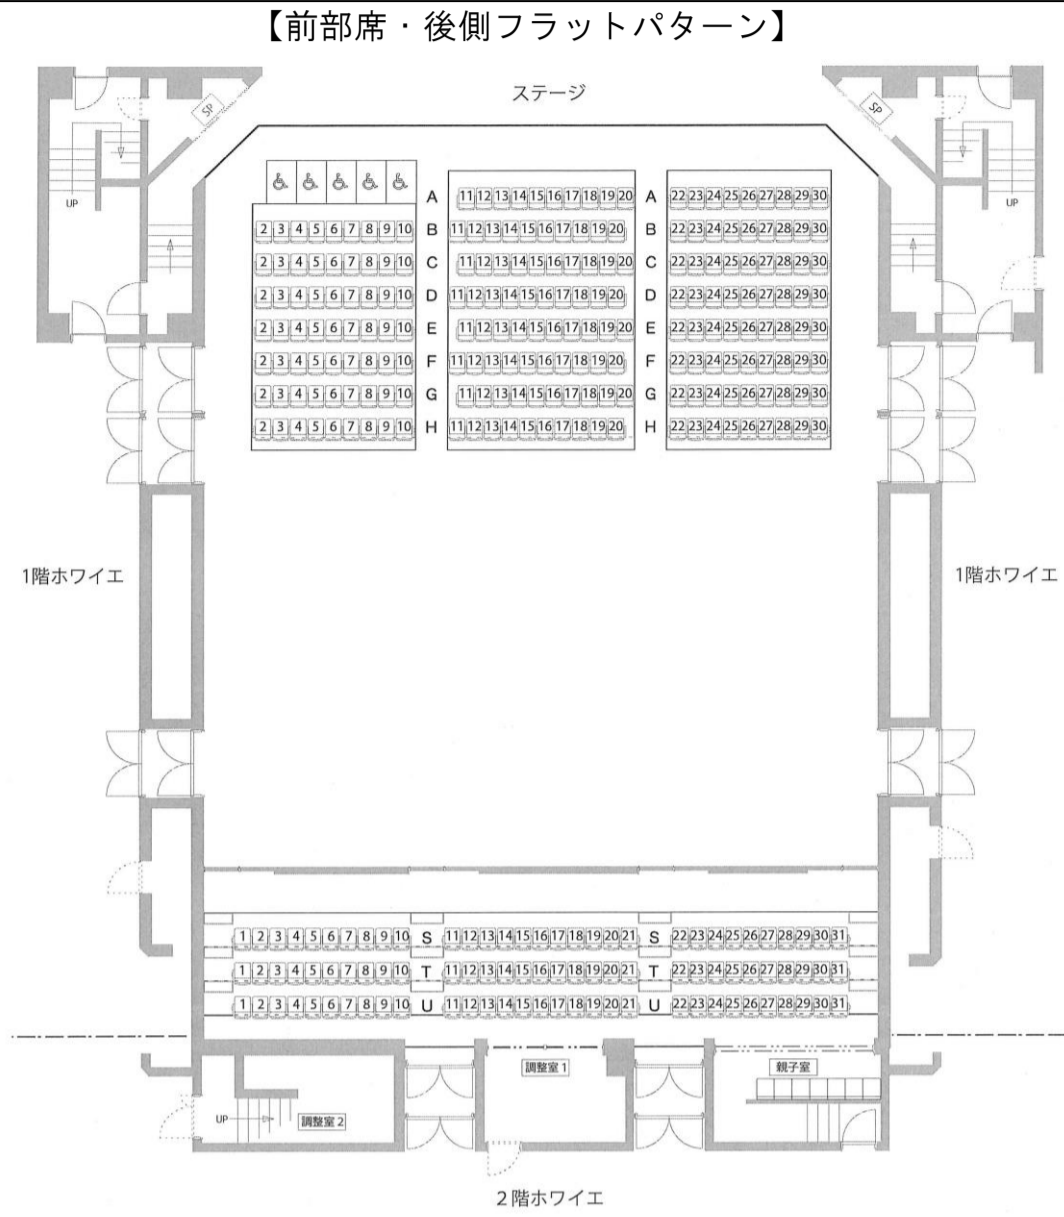 【前部席・後側フラットパターン】
ステージ
SP
SP
UP
UP
A 11 12 13 14 15 16 17 18 19 20 A 22 23 24 25 26 27 28 29 30
2 3 4 5 6 7 8 9 10 B 11 12 13 14 15 16 17 18 19 20 B 22 23 24 25 26 27 28 29 30
2 3 4 5 6 7 8 9 10 C 11 12 13 14 15 16 17 18 19 20 C 22 23 24 25 26 27 28 29 30
2 3 4 5 6 7 8 9 10 D 11 12 13 14 15 16 17 18 19 20 D 22 23 24 25 26 27 28 29 30
2 3 4 5 6 7 8 9 10 E 11 12 13 14 15 16 17 18 19 20 E 22 23 24 25 26 27 28 29 30
2 3 4 5 6 7 8 9 10 F 11 12 13 14 15 16 17 18 19 20 F 22 23 24 25 26 27 28 29 30
2 3 4 5 6 7 8 9 10 G 11 12 13 14 15 16 17 18 19 20 G 22 23 24 25 26 27 28 29 30
2 3 4 5 6 7 8 9 10 H 11 12 13 14 15 16 17 18 19 20 H 22 23 24 25 26 27 28 29 30
1階ホワイエ
1階ホワイエ
1 2 3 4 5 6 7 8 9 10 S 11 12 13 14 15 16 17 18 19 20 21 S 22 23 24 25 26 27 28 29 30 31
1 2 3 4 5 6 7 8 9 10 T 11 12 13 14 15 16 17 18 19 20 21 T 22 23 24 25 26 27 28 29 30 31
1 2 3 4 5 6 7 8 9 10 U 11 12 13 14 15 16 17 18 19 20 21 U 22 23 24 25 26 27 28 29 30 31
調整室1
親子室
UP
調整室2
2階ホワイエ